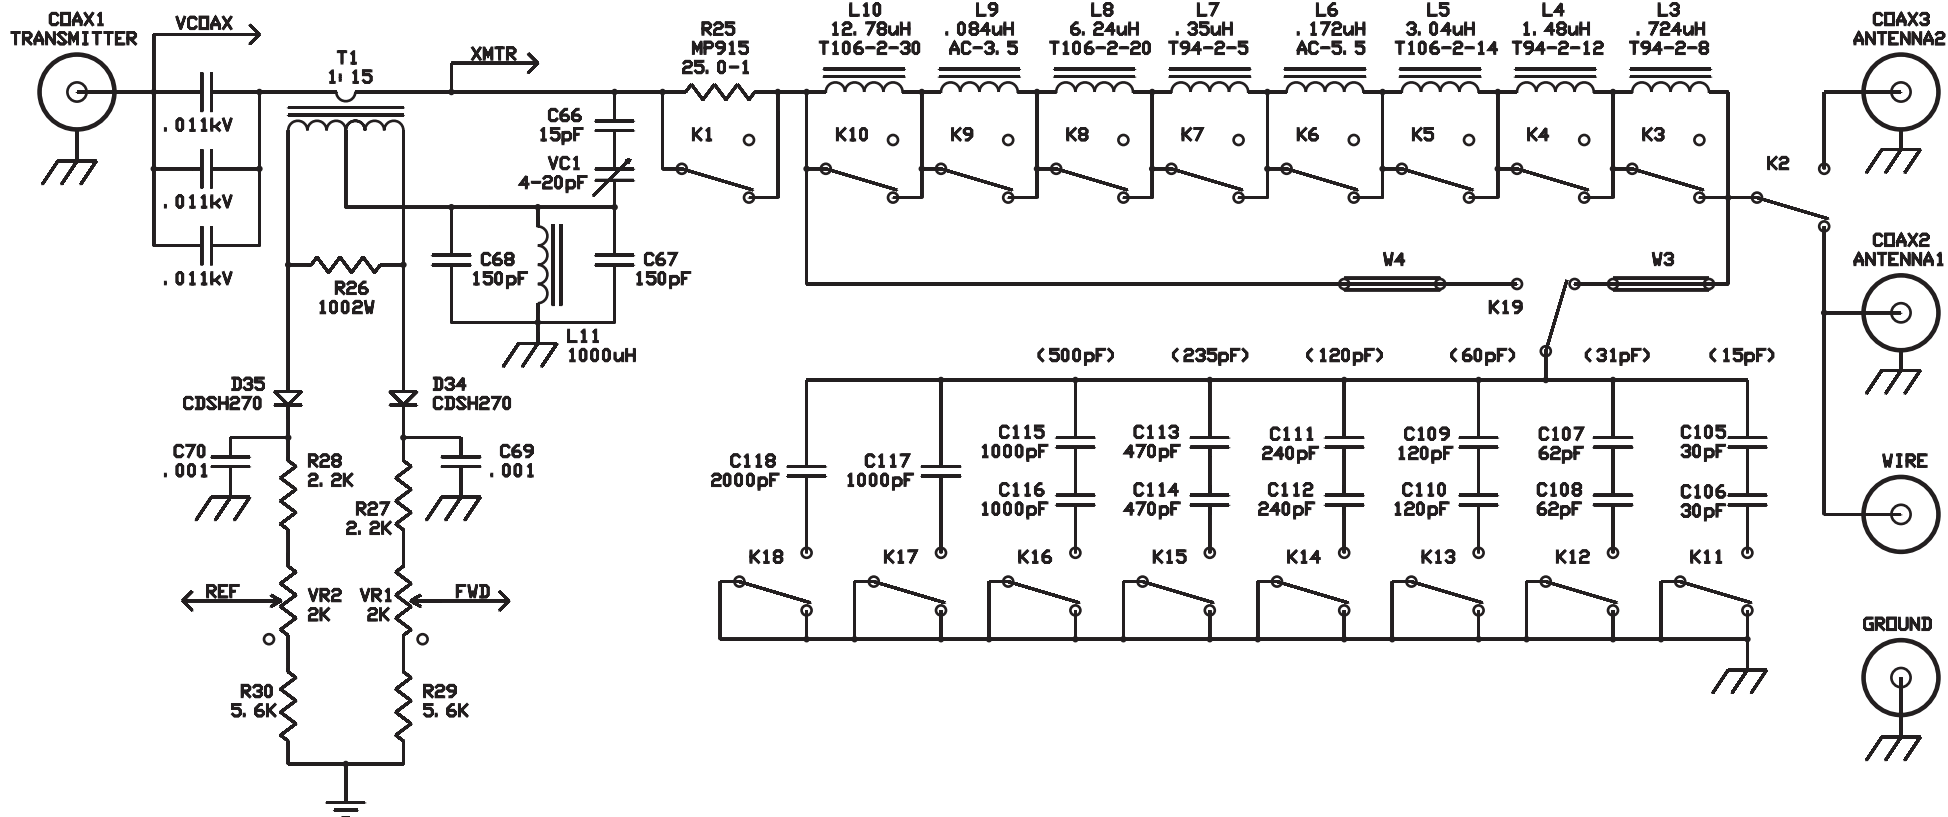 COAX1
TRANSMITTER
VCOAX
.011kV
.011kV
.011kV
T1
1:15
XMTR
C66
15pF
VC1
4-20pF
R25
MP915
25.0-1
K1
L10
12.78uH
T106-2-30
K10
L9
.084uH
AC-3.5
K9
L8
6.24uH
T106-2-20
K8
L7
.35uH
T94-2-5
K7
L6
.172uH
AC-5.5
K6
L5
3.04uH
T106-2-14
K5
L4
1.48uH
T94-2-12
K4
L3
.724uH
T94-2-8
K3
K2
COAX3
ANTENNA2
COAX2
ANTENNA1
WIRE
GROUND
R26
1002W
C68
150pF
C67
150pF
L11
1000uH
W4
K19
W3
D35
CDSH270
D34
CDSH270
C70
.001
C69
.001
R28
2.2K
R27
2.2K
REF
VR2
2K
VR1
2K
FWD
R30
5.6K
R29
5.6K
(500pF)
(235pF)
(120pF)
(60pF)
(31pF)
(15pF)
C118
2000pF
C117
1000pF
C115
1000pF
C116
1000pF
C113
470pF
C114
470pF
C111
240pF
C112
240pF
C109
120pF
C110
120pF
C107
62pF
C108
62pF
C105
30pF
C106
30pF
K18
K17
K16
K15
K14
K13
K12
K11